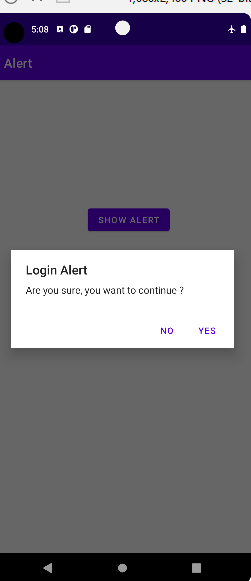 5:08
Alert
SHOW ALERT
Login Alert
Are you sure, you want to continue ?
NO
YES